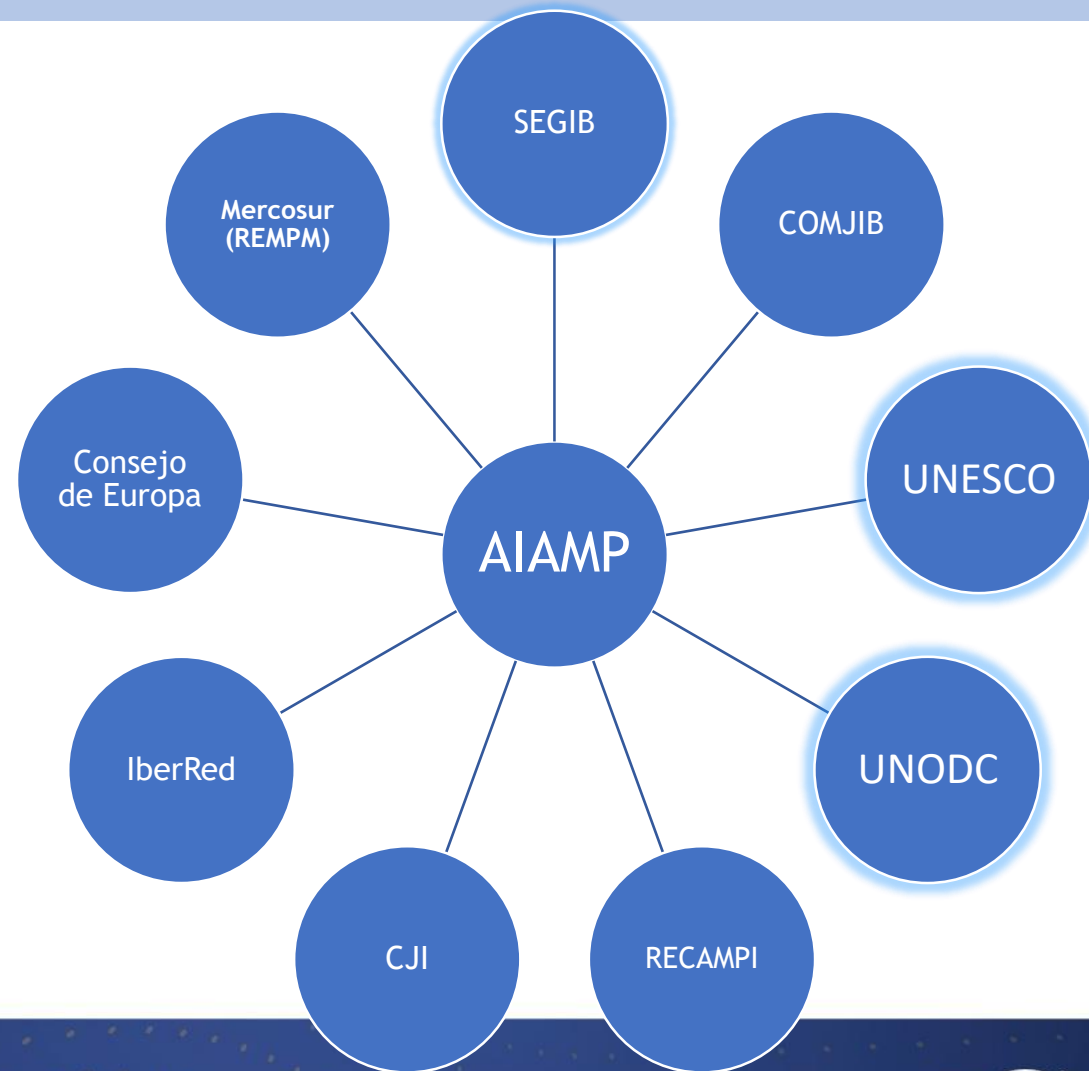 SEGIB
Mercosur
(REMPM)
COMJIB
Consejo
de Europa
UNESCO
AIAMP
IberRed
UNODC
CJI
RECAMPI